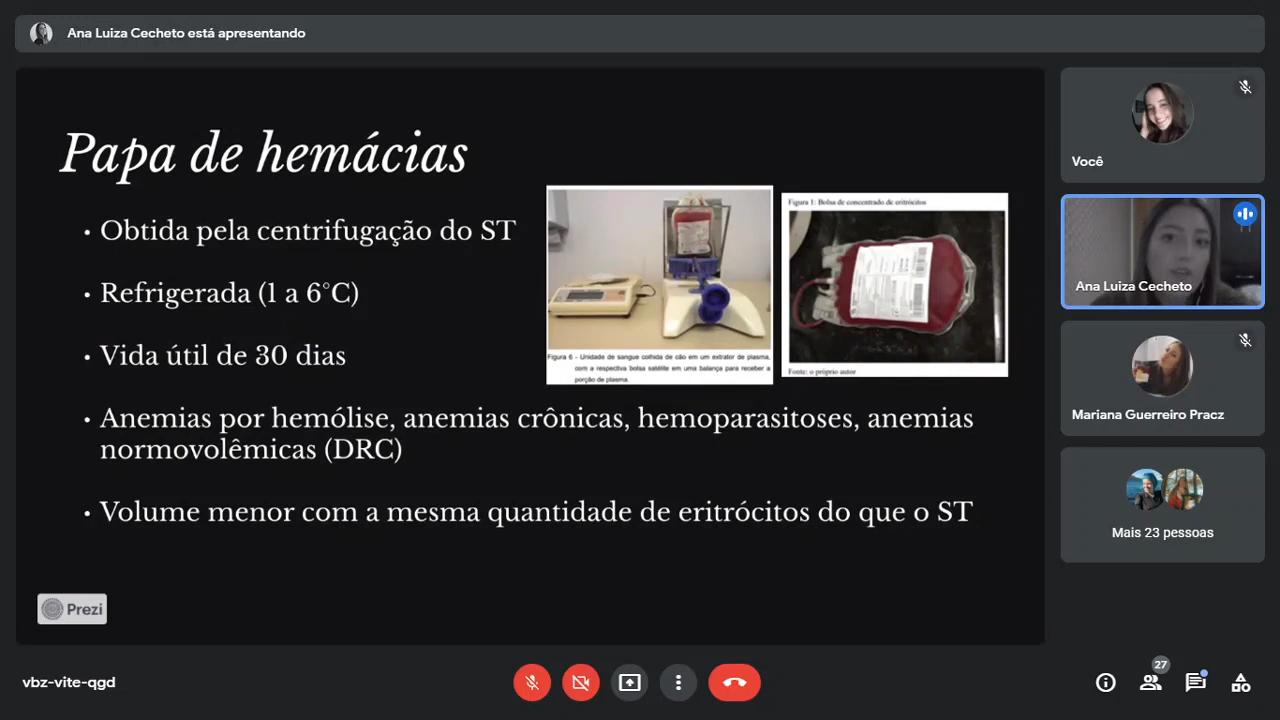 Ana Luiza Cecheto está apresentando
Papa de hemácias
• Obtida pela centrifugação do ST
• Refrigerada (1 a 6°C)
• Vida útil de 30 dias
• Anemias por hemólise, anemias crônicas, hemoparasitoses, anemias
normovolêmicas (DRC)
• Volume menor com a mesma quantidade de eritrócitos do que o ST
Figura 6 - Unidade de sangue colhida de cão em um extrator de plasma,
com a respectiva bolsa satélite em uma balança para receber a
porção de plasma.
Figura 1: Bolsa de concentrado de eritrócitos
Fonte: o próprio autor
Prezi
Você
Ana Luiza Cecheto
Mariana Guerreiro Pracz
Mais 23 pessoas
vbz-vite-qgd
27